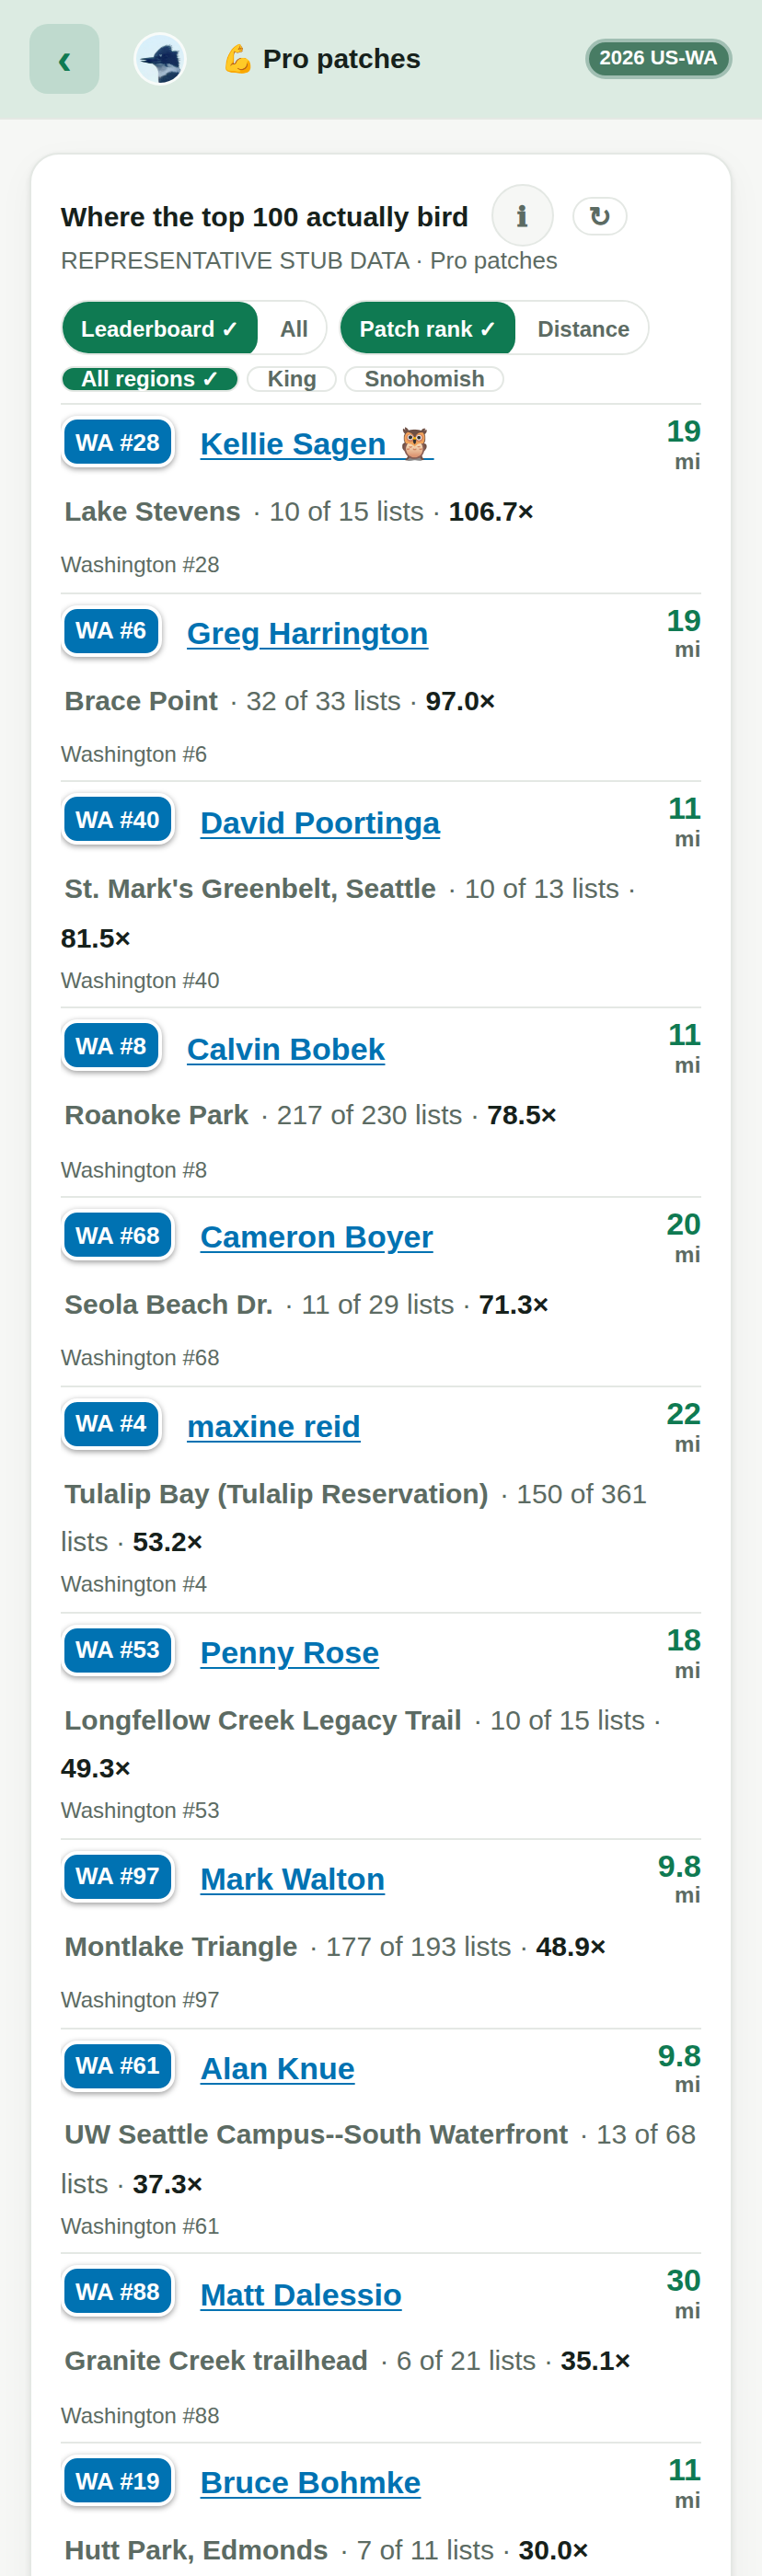 ‹ 💪 Pro patches 2026 US-WA
Where the top 100 actually bird ℹ ↻
REPRESENTATIVE STUB DATA · Pro patches
Leaderboard ✓ All Patch rank ✓ Distance
All regions ✓ King Snohomish
WA #28 Kellie Sagen 🦉 19 mi
Lake Stevens · 10 of 15 lists · 106.7×
Washington #28
WA #6 Greg Harrington 19 mi
Brace Point · 32 of 33 lists · 97.0×
Washington #6
WA #40 David Poortinga 11 mi
St. Mark's Greenbelt, Seattle · 10 of 13 lists ·
81.5×
Washington #40
WA #8 Calvin Bobek 11 mi
Roanoke Park · 217 of 230 lists · 78.5×
Washington #8
WA #68 Cameron Boyer 20 mi
Seola Beach Dr. · 11 of 29 lists · 71.3×
Washington #68
WA #4 maxine reid 22 mi
Tulalip Bay (Tulalip Reservation) · 150 of 361
lists · 53.2×
Washington #4
WA #53 Penny Rose 18 mi
Longfellow Creek Legacy Trail · 10 of 15 lists ·
49.3×
Washington #53
WA #97 Mark Walton 9.8 mi
Montlake Triangle · 177 of 193 lists · 48.9×
Washington #97
WA #61 Alan Knue 9.8 mi
UW Seattle Campus--South Waterfront · 13 of 68
lists · 37.3×
Washington #61
WA #88 Matt Dalessio 30 mi
Granite Creek trailhead · 6 of 21 lists · 35.1×
Washington #88
WA #19 Bruce Bohmke 11 mi
Hutt Park, Edmonds · 7 of 11 lists · 30.0×